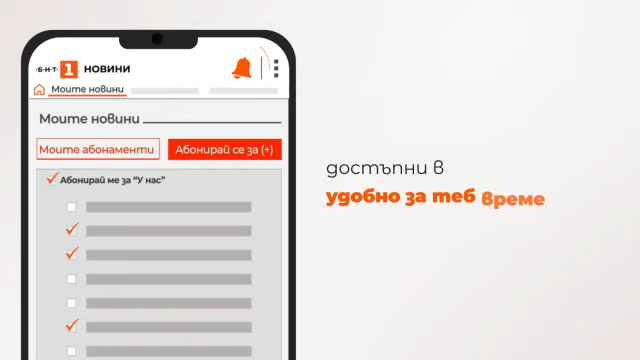 ·Б·Н·Т· 1 НОВИНИ
Моите новини
Моите новини
Моите абонаменти
Абонирай се за (+)
Абонирай ме за “У нас”
достъпни в
удобно за теб време